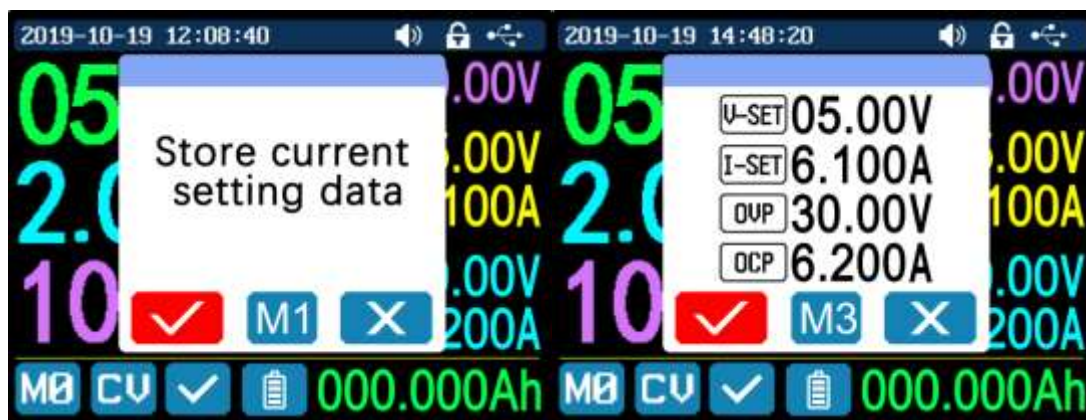 2019-10-19 12:08:40
05 .00V
Store current
setting data
.00V
2.0 100A
10 .00V
M1
200A
M0 CV 000.000Ah
2019-10-19 14:48:20
05 .00V
V-SET 05.00V
I-SET 6.100A
OVP 30.00V
OCP 6.200A
.00V
2. 100A
10 .00V
M3
200A
M0 CV 000.000Ah